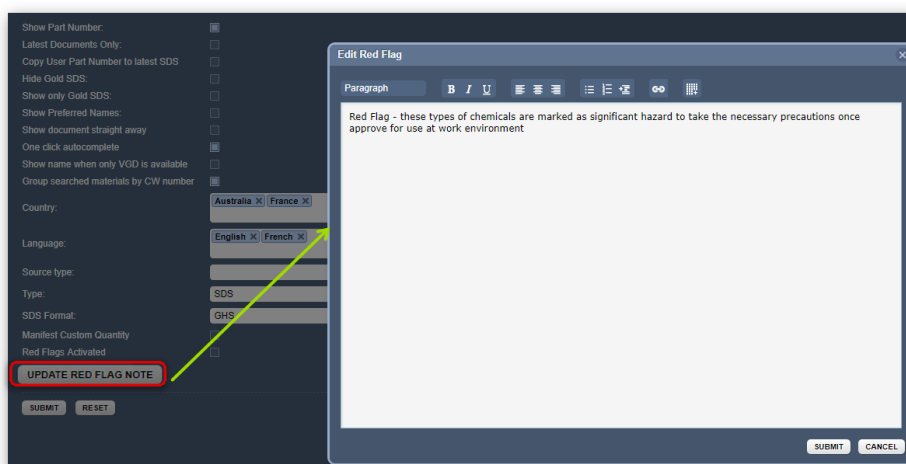 Show Part Number:
Latest Documents Only:
Copy User Part Number to latest SDS
Hide Gold SDS:
Show only Gold SDS:
Show Preferred Names:
Show document straight away
One click autocomplete
Show name when only VGD is available
Group searched materials by CW number
Country:
Australia X France X
Language:
English X French X
Source type:
Type:
SDS
SDS Format:
GHS
Manifest Custom Quantity
Red Flags Activated
UPDATE RED FLAG NOTE
SUBMIT RESET
Edit Red Flag x
Paragraph B I U
Red Flag - these types of chemicals are marked as significant hazard to take the necessary precautions once
approve for use at work environment
SUBMIT CANCEL